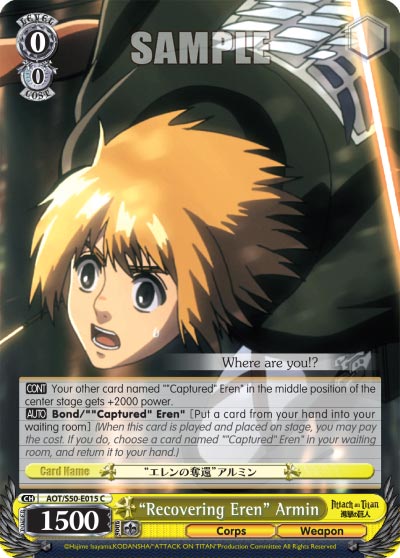 LEVEL
0
0
COST
SAMPLE
Where are you!?
CONT Your other card named ""Captured" Eren" in the middle position of the
center stage gets +2000 power.
AUTO Bond/""Captured" Eren" [Put a card from your hand into your
waiting room] (When this card is played and placed on stage, you may pay
the cost. If you do, choose a card named ""Captured" Eren" in your waiting
room, and return it to your hand.)
Card Name “エレンの奪還”アルミン
AOT/S50-E015 C
1500
“Recovering Eren” Armin
Attack on Titan
進撃の巨人
Corps Weapon
©Hajime Isayama,KODANSHA/"ATTACK ON TITAN"Production Committee. All Rights Reserved.